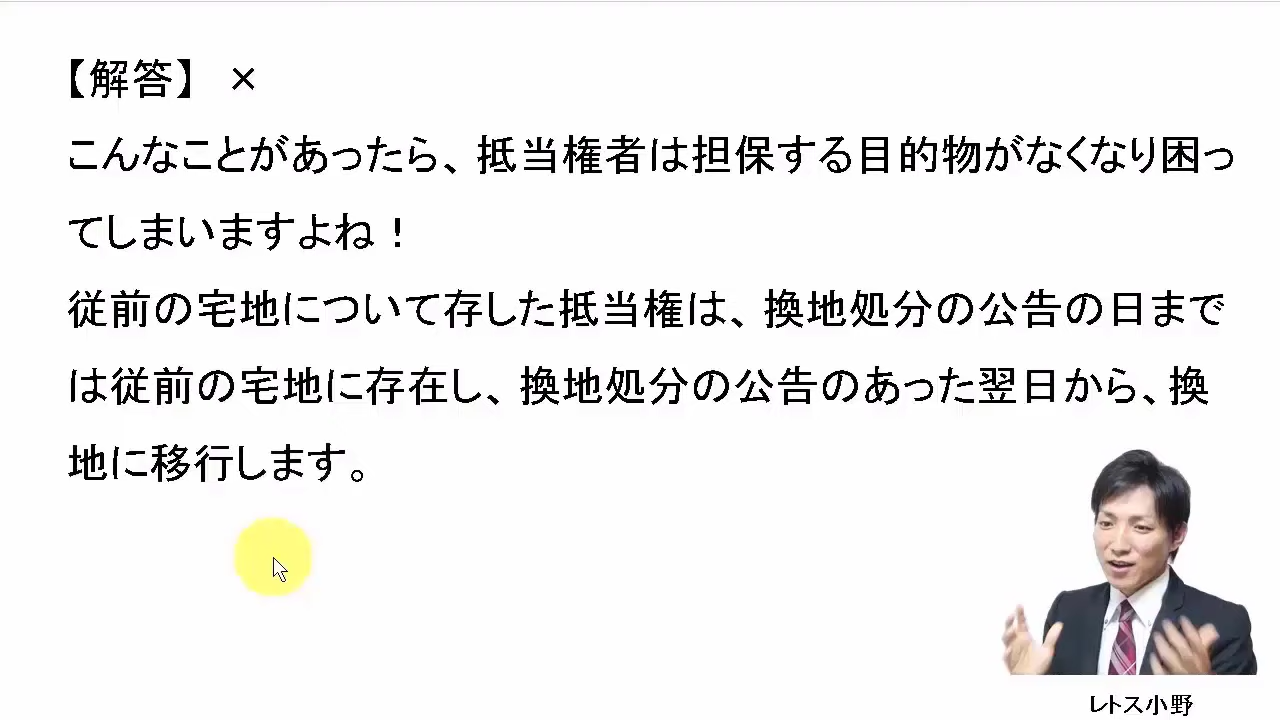 【解答】 ×
こんなことがあったら、抵当権者は担保する目的物がなくなり困っ
てしまいますよね！
従前の宅地について存した抵当権は、換地処分の公告の日まで
は従前の宅地に存在し、換地処分の公告のあった翌日から、換
地に移行します。
レトス小野